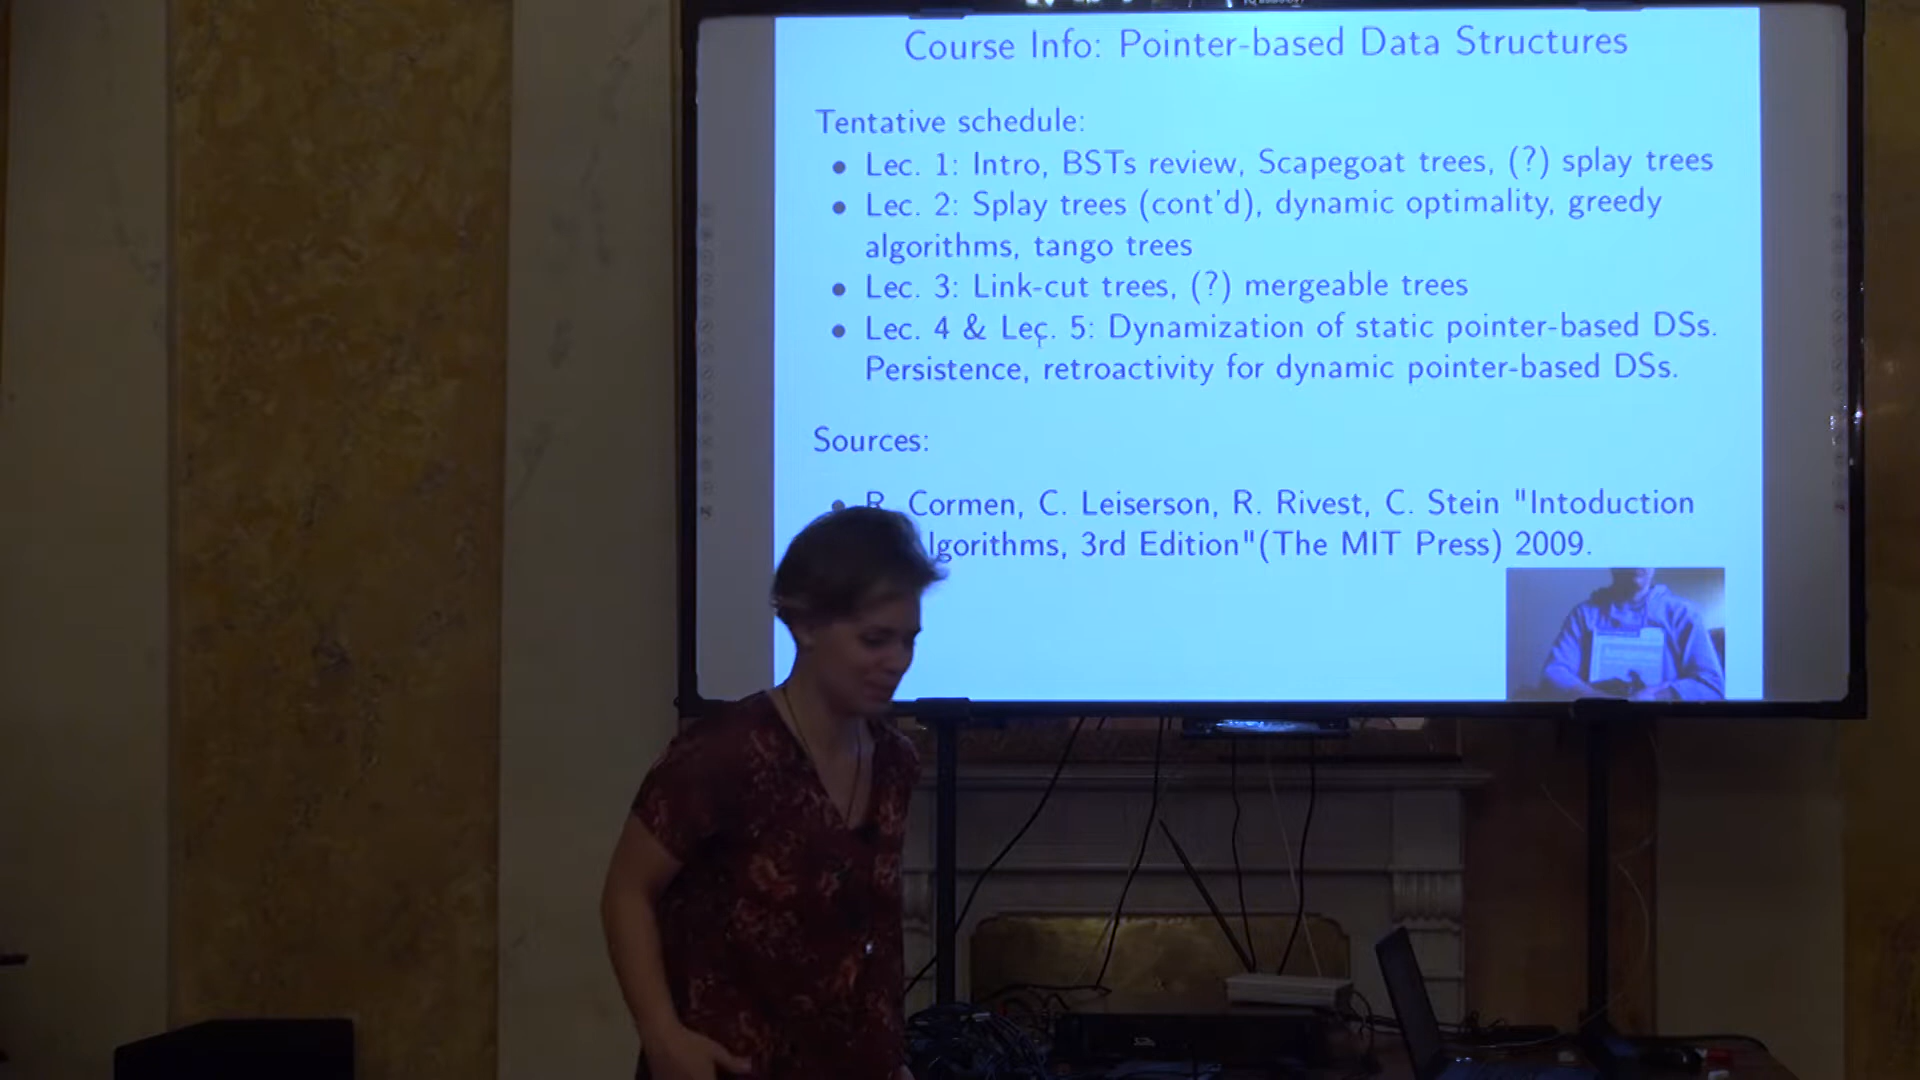 Course Info: Pointer-based Data Structures
Tentative schedule:
• Lec. 1: Intro, BSTs review, Scapegoat trees, (?) splay trees
• Lec. 2: Splay trees (cont'd), dynamic optimality, greedy
algorithms, tango trees
• Lec. 3: Link-cut trees, (?) mergeable trees
• Lec. 4 & Lec. 5: Dynamization of static pointer-based DSs.
Persistence, retroactivity for dynamic pointer-based DSs.
Sources:
• R. Cormen, C. Leiserson, R. Rivest, C. Stein "Intoduction
lgorithms, 3rd Edition"(The MIT Press) 2009.